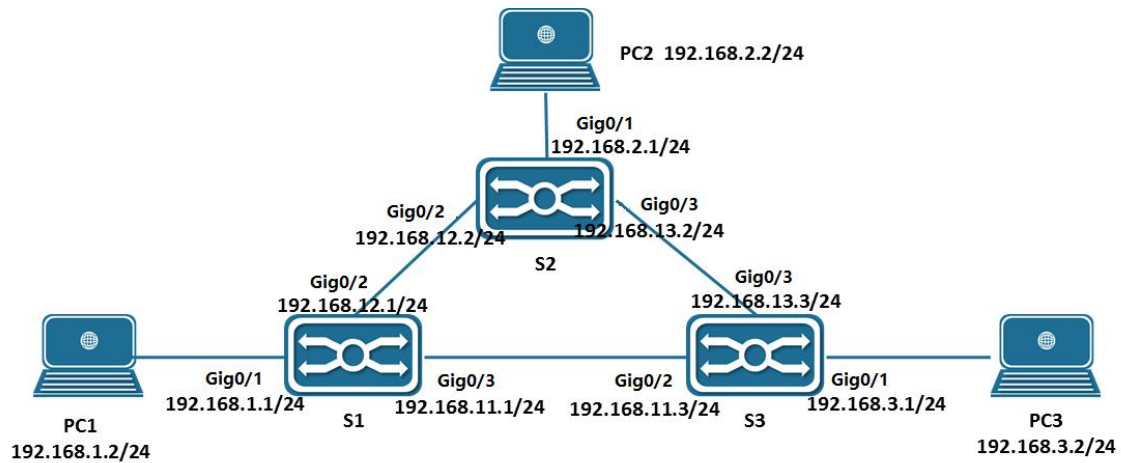 PC2 192.168.2.2/24
Gig0/1
192.168.2.1/24
Gig0/2
192.168.12.2/24
Gig0/3
192.168.13.2/24
S2
Gig0/2
192.168.12.1/24
Gig0/3
192.168.13.3/24
Gig0/1
192.168.1.1/24
Gig0/3
192.168.11.1/24
Gig0/2
192.168.11.3/24
Gig0/1
192.168.3.1/24
PC1
192.168.1.2/24
S1
S3
PC3
192.168.3.2/24